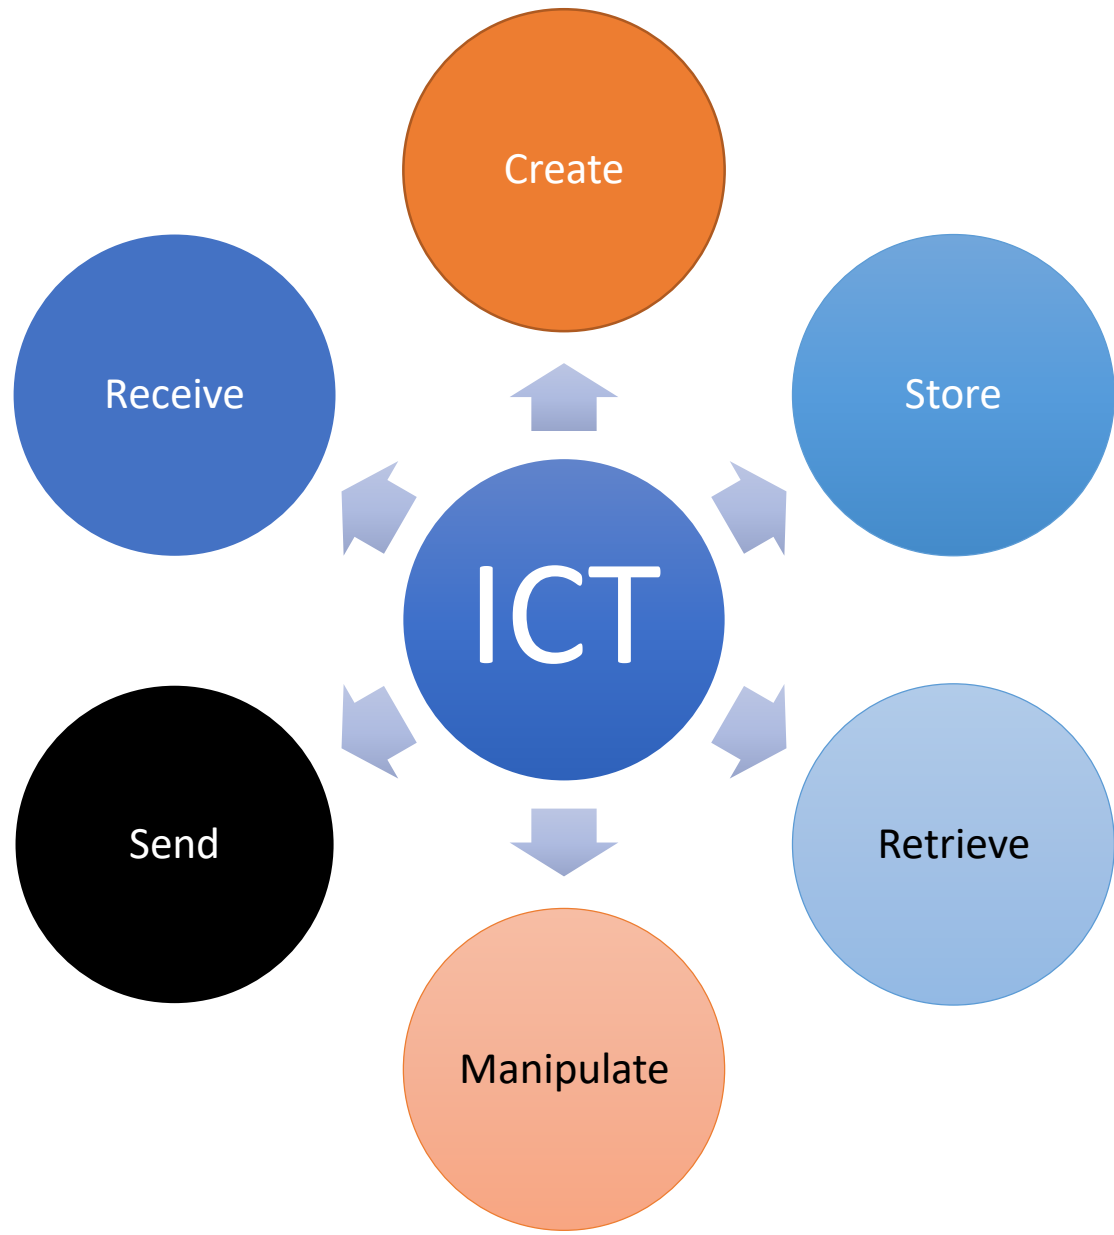 Create
Receive
Store
ICT
Send
Retrieve
Manipulate